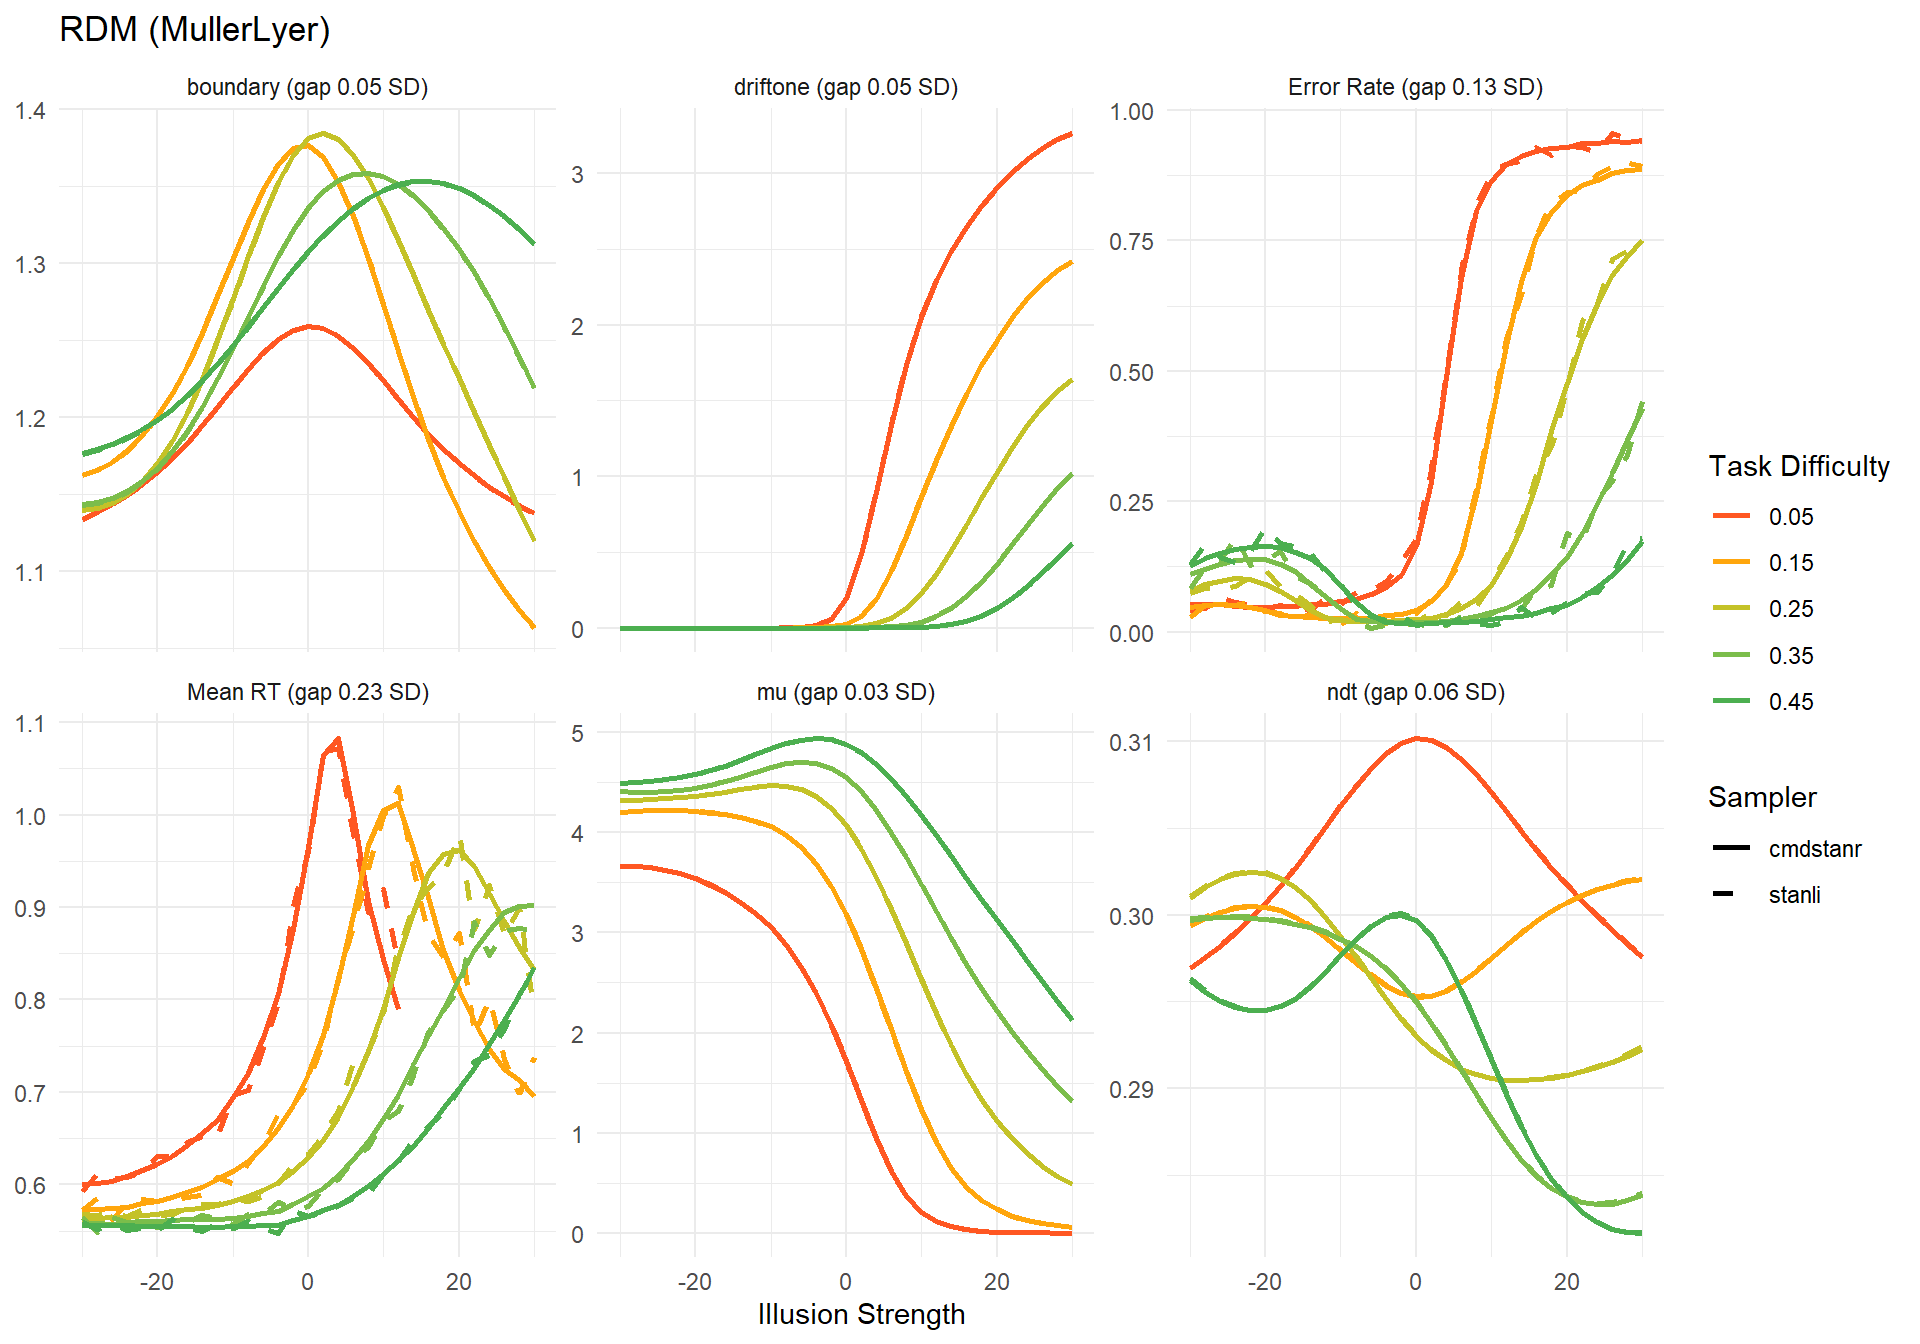 RDM (MullerLyer)
boundary (gap 0.05 SD)
driftone (gap 0.05 SD)
Error Rate (gap 0.13 SD)
1.4
1.3
1.2
1.1
3
2
1
0
1.00
0.75
0.50
0.25
0.00
Mean RT (gap 0.23 SD)
mu (gap 0.03 SD)
ndt (gap 0.06 SD)
1.1
1.0
0.9
0.8
0.7
0.6
5
4
3
2
1
0
0.31
0.30
0.29
-20 0 20
-20 0 20
-20 0 20
Illusion Strength
Task Difficulty
0.05
0.15
0.25
0.35
0.45
Sampler
cmdstanr
stanli